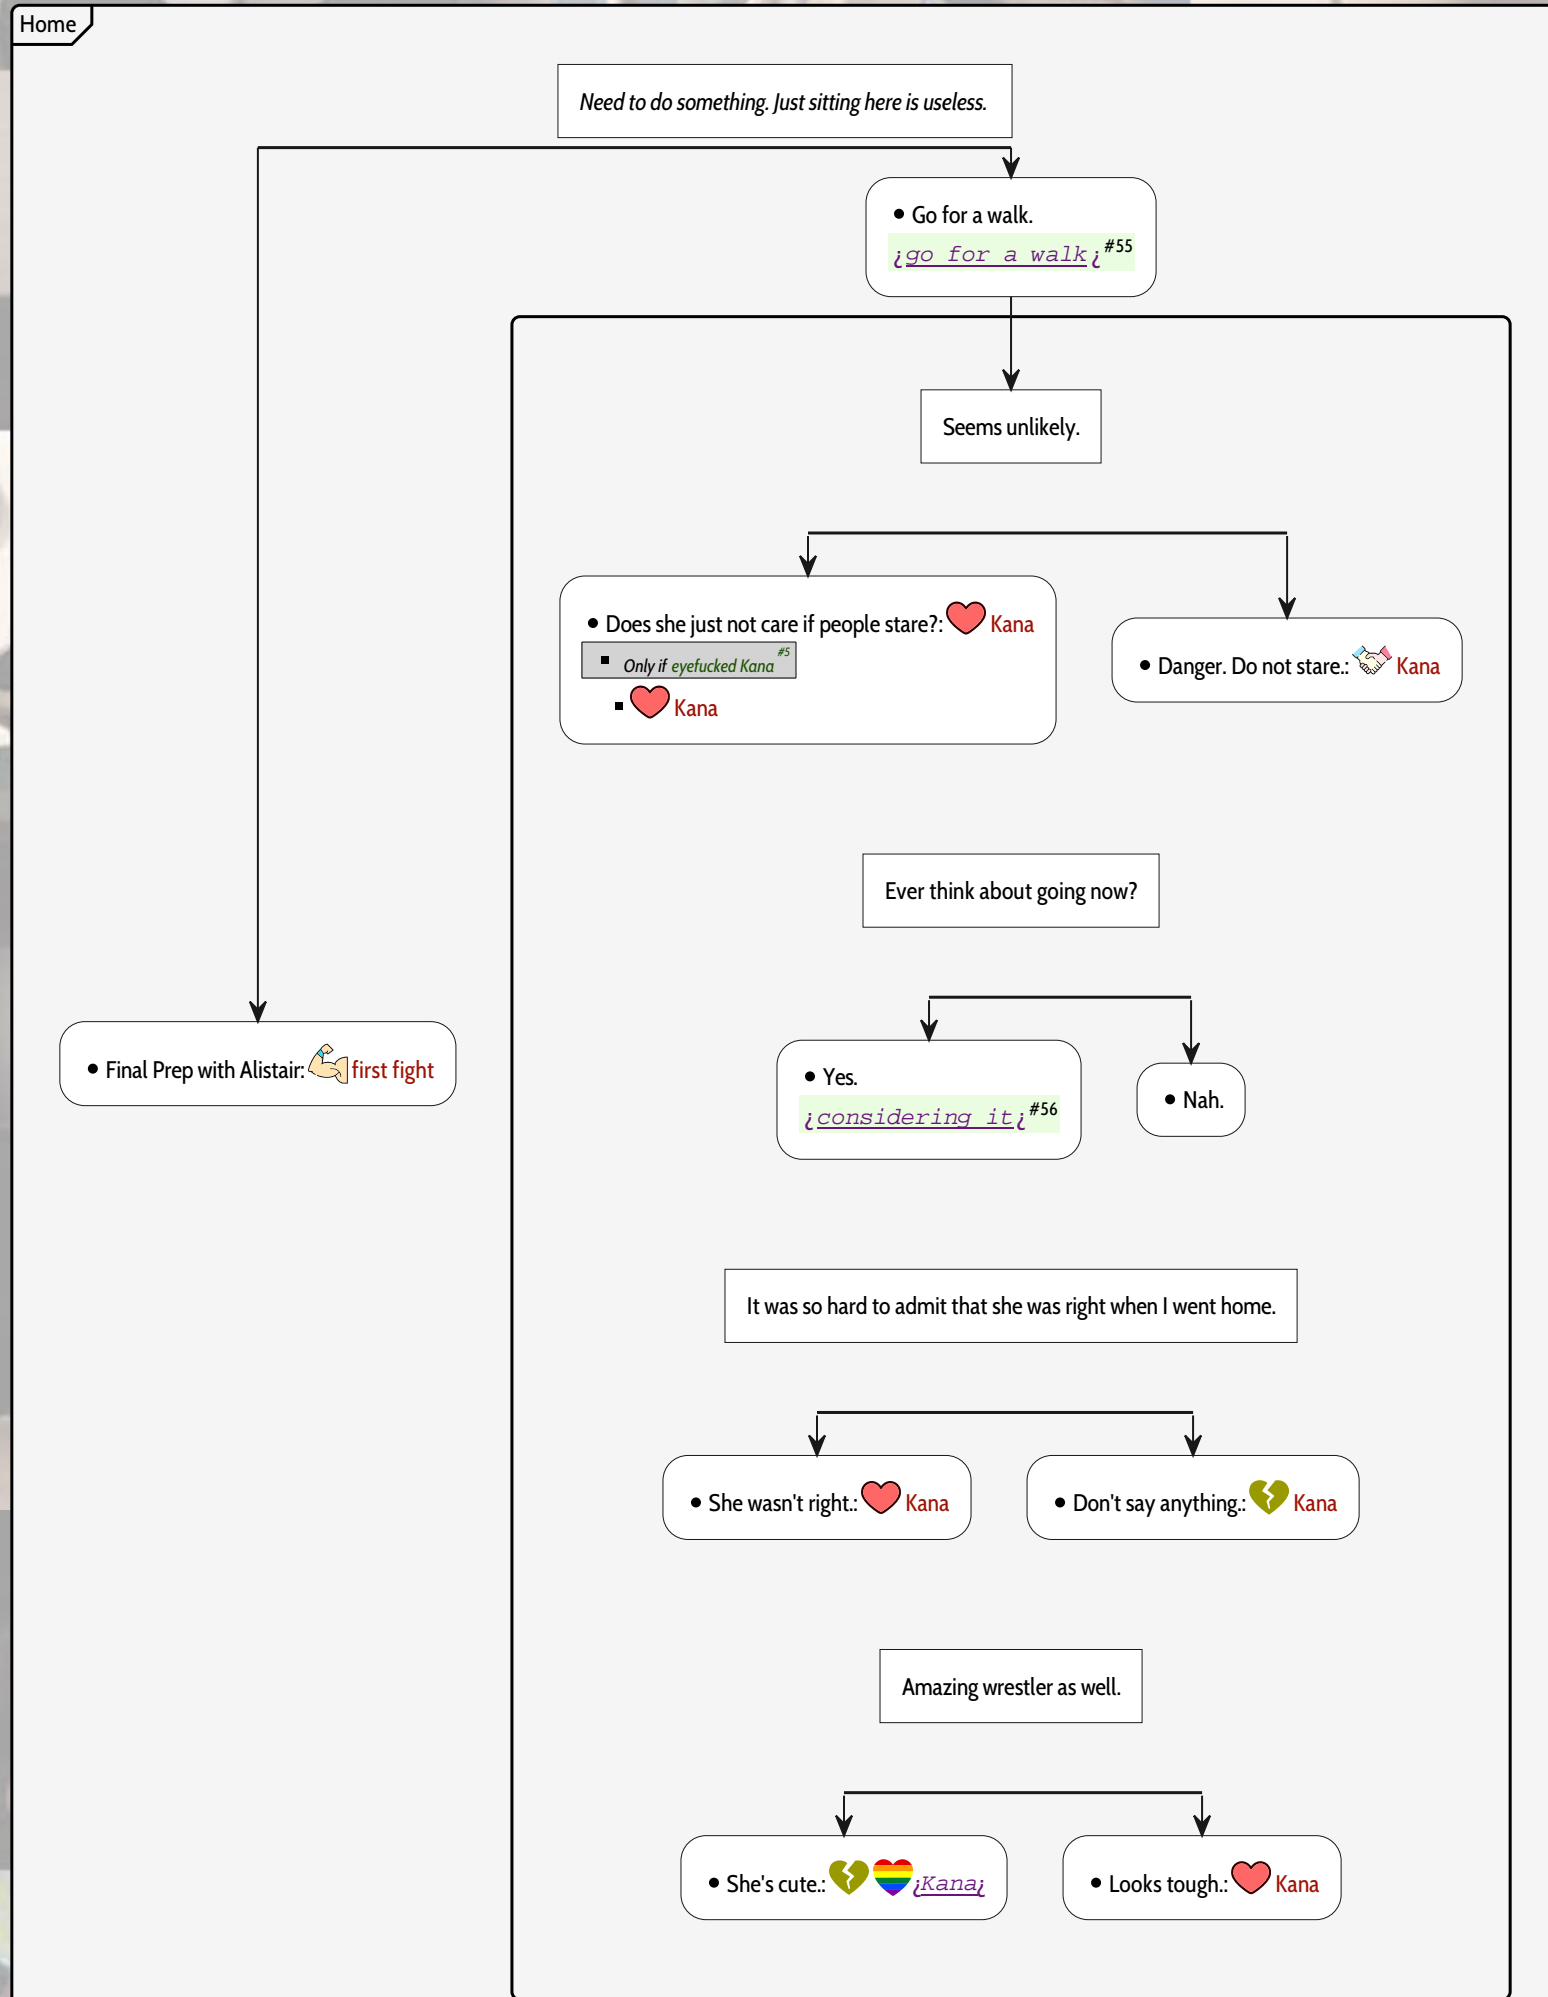 Home
Need to do something. Just sitting here is useless.
Go for a walk.
¿go for a walk¿#55
Seems unlikely.
Does she just not care if people stare?: Kana
Only if eyefucked Kana #5
Kana
Danger. Do not stare.: Kana
Ever think about going now?
Final Prep with Alistair: first fight
Yes.
¿considering it¿#56
Nah.
It was so hard to admit that she was right when I went home.
She wasn't right.: Kana
Don't say anything.: Kana
Amazing wrestler as well.
She's cute.: ¿Kana¿
Looks tough.: Kana